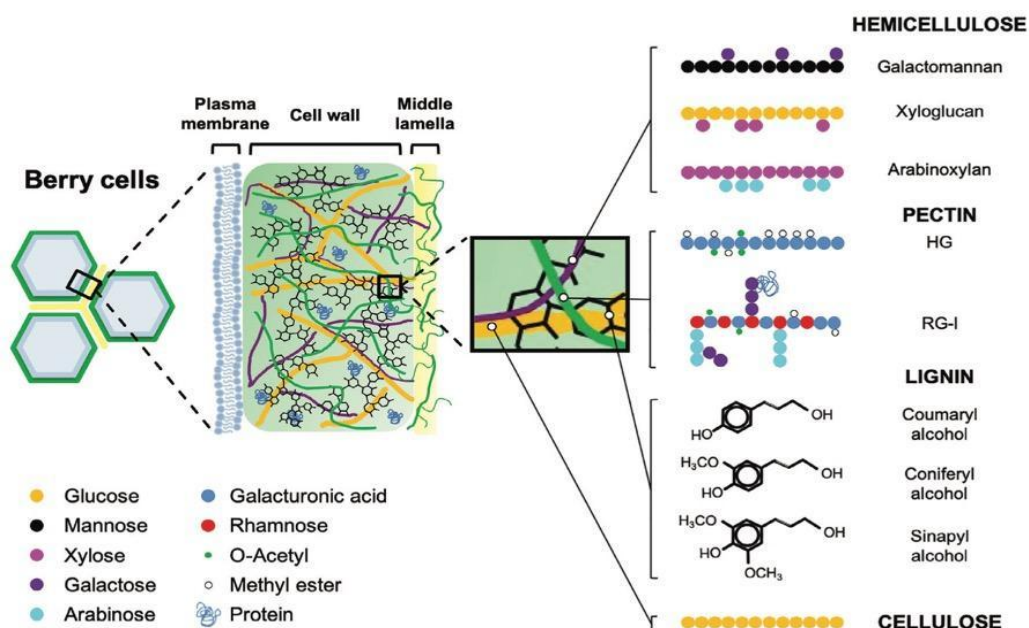 HEMICELLULOSE
Galactomannan
Xyloglucan
Arabinoxylan
Plasma
membrane
Cell wall
Middle
lamella
Berry cells
PECTIN
HG
RG-I
LIGNIN
HO
OH
Coumaryl
alcohol
H₃CO
HO
OH
Coniferyl
alcohol
H₃CO
HO
OCH₃
OH
Sinapyl
alcohol
CELLULOSE
Glucose
Mannose
Xylose
Galactose
Arabinose
Galacturonic acid
Rhamnose
O-Acetyl
Methyl ester
Protein